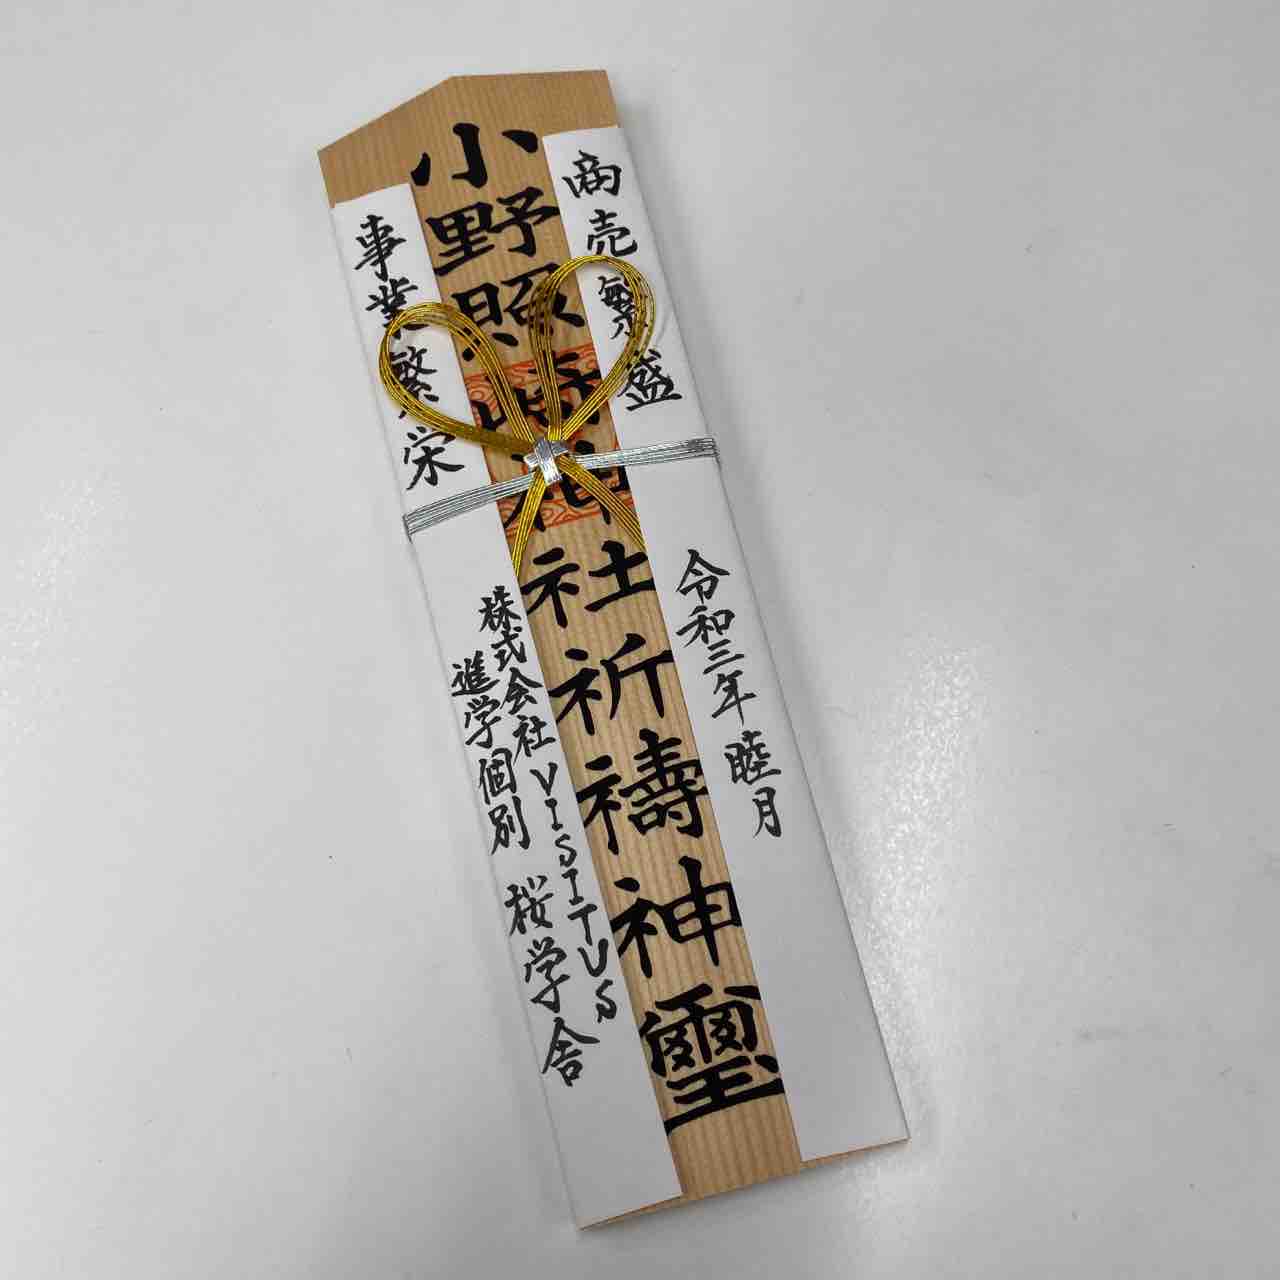 商売繁盛
令和三年睦月
小野照崎神社祈禱神璽
事業繁栄
株式会社VISITUS
進学個別 桜学舎